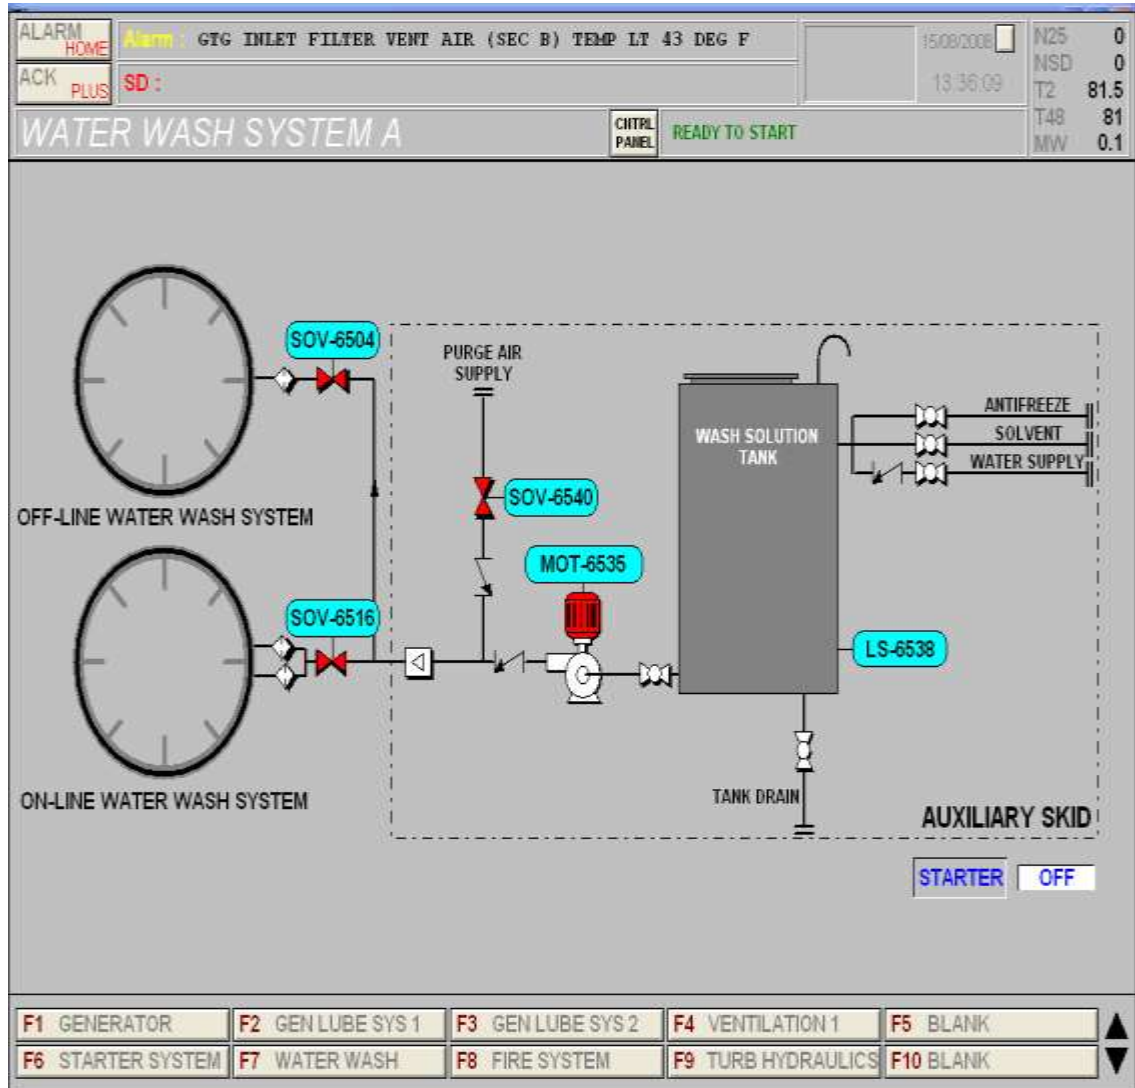 ALARM HOME
Alarm : GTG INLET FILTER VENT AIR (SEC B) TEMP LT 43 DEG F
15/08/2008
N25 0
ACK PLUS
SD :
13:36:09
NSD 0
T2 81.5
WATER WASH SYSTEM A
CNTRL PANEL
READY TO START
T48 81
MW 0.1
SOV-6504
PURGE AIR
SUPPLY
ANTIFREEZE
WASH SOLUTION
TANK
SOLVENT
WATER SUPPLY
SOV-6540
OFF-LINE WATER WASH SYSTEM
MOT-6535
SOV-6516
LS-6538
ON-LINE WATER WASH SYSTEM
TANK DRAIN
AUXILIARY SKID
STARTER OFF
F1 GENERATOR
F2 GEN LUBE SYS 1
F3 GEN LUBE SYS 2
F4 VENTILATION 1
F5 BLANK
F6 STARTER SYSTEM
F7 WATER WASH
F8 FIRE SYSTEM
F9 TURB HYDRAULICS
F10 BLANK